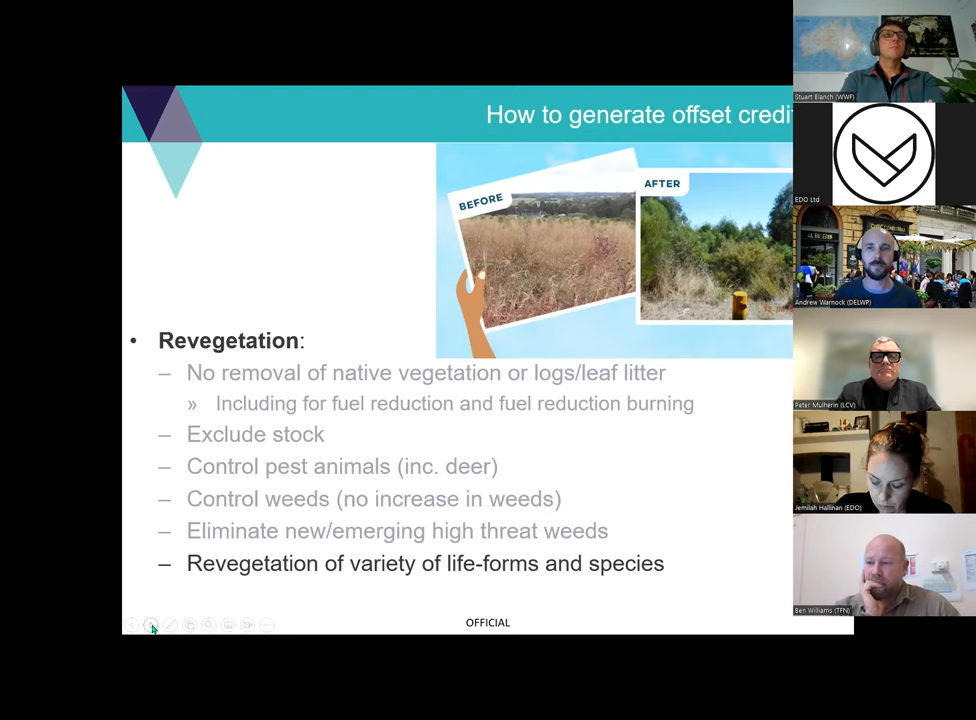 How to generate offset credi
BEFORE
AFTER
• Revegetation:
– No removal of native vegetation or logs/leaf litter
» Including for fuel reduction and fuel reduction burning
– Exclude stock
– Control pest animals (inc. deer)
– Control weeds (no increase in weeds)
– Eliminate new/emerging high threat weeds
– Revegetation of variety of life-forms and species
OFFICIAL
Stuart Blanch (WWF)
EDO Ltd
AL BICERIN
Andrew Warnock (DELWP)
Peter Mulherin (LCV)
Jemilah Hallinan (EDO)
Ben Williams (TFN)